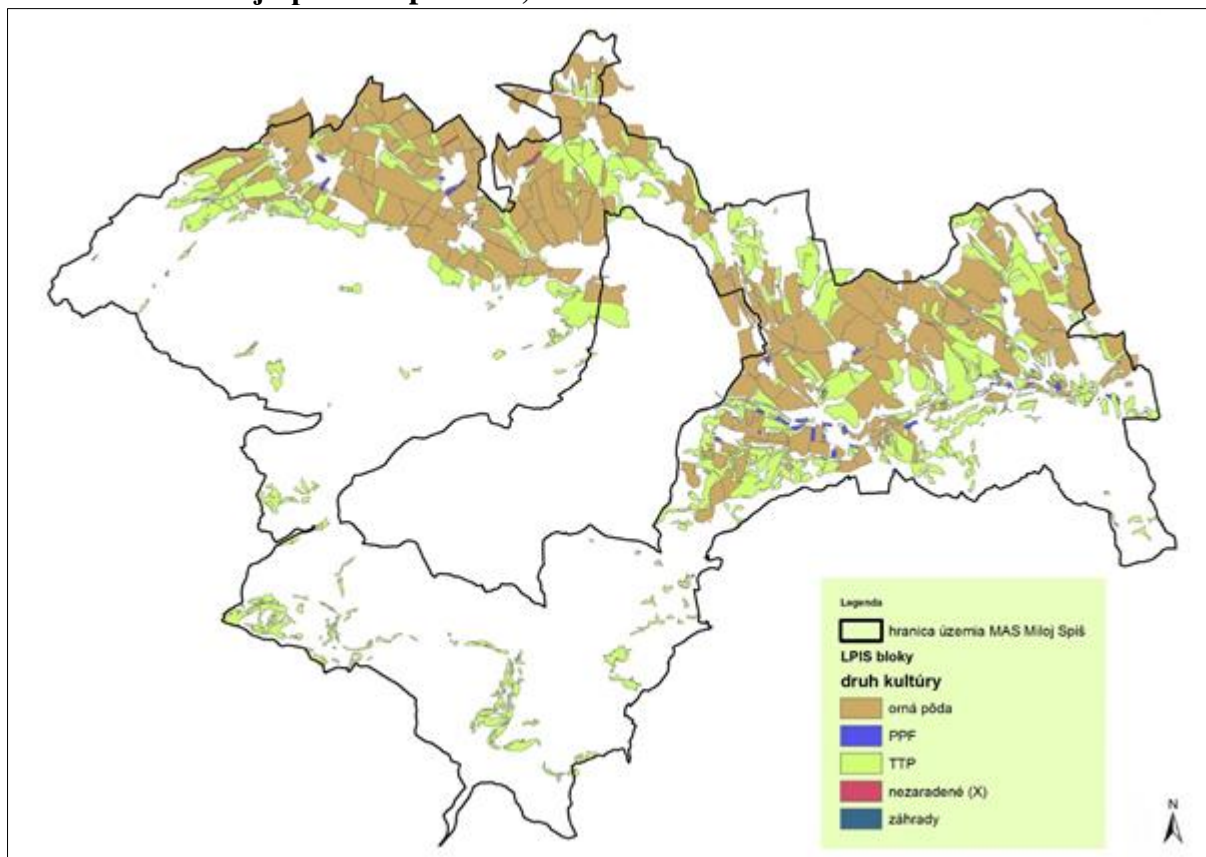 Legenda
hranica územia MAS Miloj Spiš
LPIS bloky
druh kultúry
orná pôda
PPF
TTP
nezaradené (X)
záhrady
N